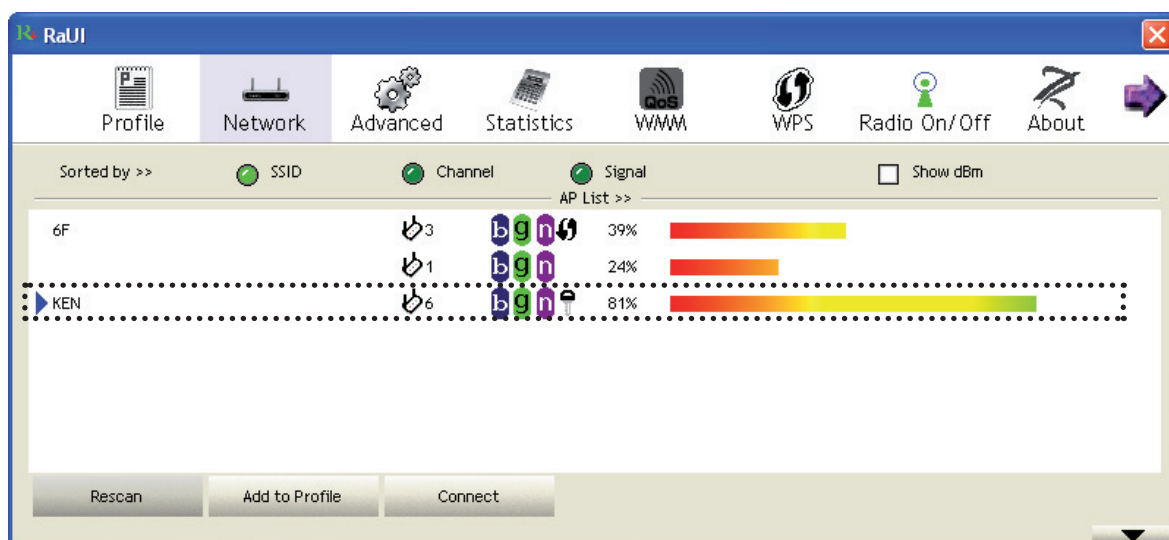 RaUI
Profile Network Advanced Statistics QoS WMM WPS Radio On/Off About
Sorted by >> SSID Channel Signal Show dBm
AP List >>
6F 3 b g n 39%
1 b g n 24%
KEN 6 b g n 81%
Rescan Add to Profile Connect